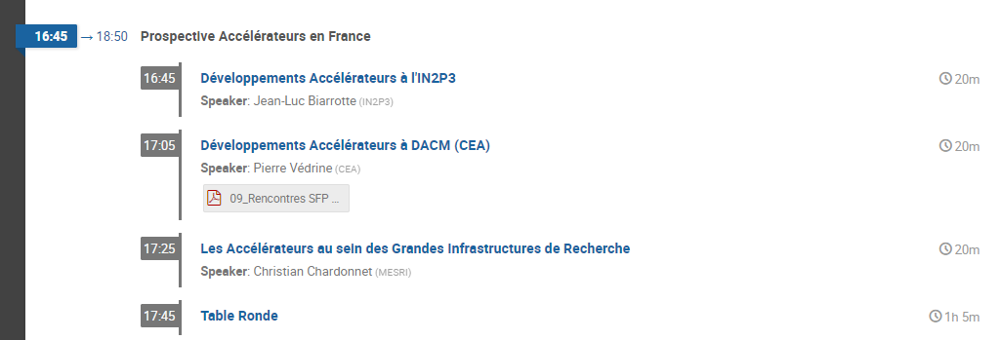 16:45 → 18:50 Prospective Accélérateurs en France
16:45 Développements Accélérateurs à l'IN2P3 20m
Speaker: Jean-Luc Biarrotte (IN2P3)
17:05 Développements Accélérateurs à DACM (CEA) 20m
Speaker: Pierre Védrine (CEA)
09_Rencontres SFP ...
17:25 Les Accélérateurs au sein des Grandes Infrastructures de Recherche 20m
Speaker: Christian Chardonnet (MESRI)
17:45 Table Ronde 1h 5m